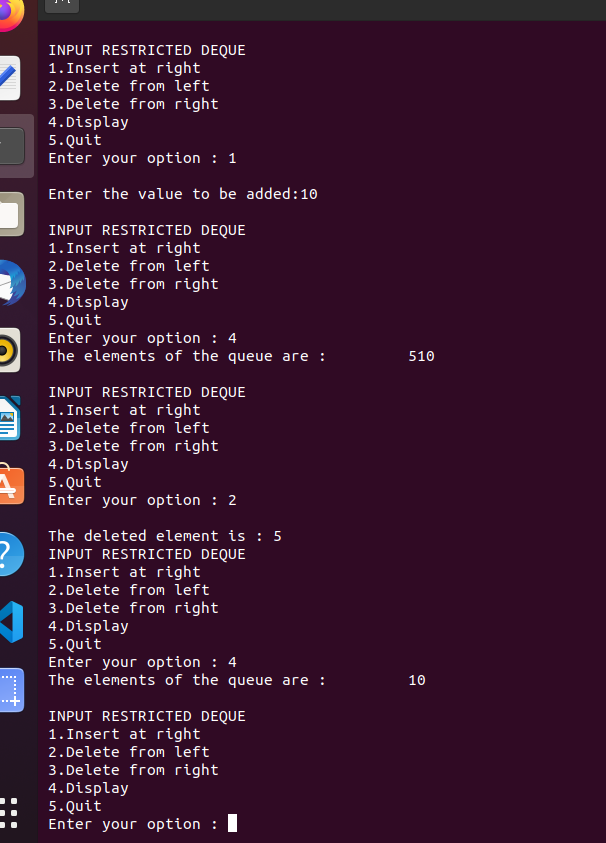 INPUT RESTRICTED DEQUE
1.Insert at right
2.Delete from left
3.Delete from right
4.Display
5.Quit
Enter your option : 1
Enter the value to be added:10
INPUT RESTRICTED DEQUE
1.Insert at right
2.Delete from left
3.Delete from right
4.Display
5.Quit
Enter your option : 4
The elements of the queue are :         510
INPUT RESTRICTED DEQUE
1.Insert at right
2.Delete from left
3.Delete from right
4.Display
5.Quit
Enter your option : 2
The deleted element is : 5
INPUT RESTRICTED DEQUE
1.Insert at right
2.Delete from left
3.Delete from right
4.Display
5.Quit
Enter your option : 4
The elements of the queue are :         10
INPUT RESTRICTED DEQUE
1.Insert at right
2.Delete from left
3.Delete from right
4.Display
5.Quit
Enter your option :